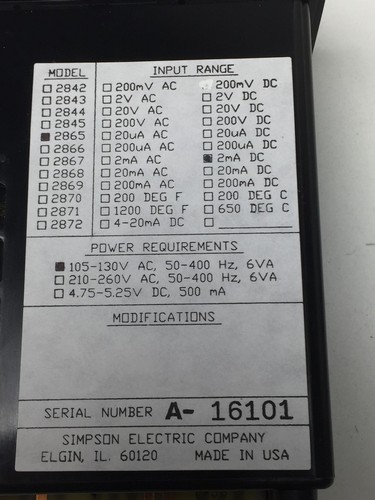 MODEL INPUT RANGE
☐ 2842 ☐ 200mV AC ☐ 200mV DC
☐ 2843 ☐ 2V AC ☐ 2V DC
☐ 2844 ☐ 20V AC ☐ 20V DC
☐ 2845 ☐ 200V AC ☐ 200V DC
■ 2865 ☐ 20uA AC ☐ 20uA DC
☐ 2866 ☐ 200uA AC ☐ 200uA DC
☐ 2867 ☐ 2mA AC ■ 2mA DC
☐ 2868 ☐ 20mA AC ☐ 20mA DC
☐ 2869 ☐ 200mA AC ☐ 200mA DC
☐ 2870 ☐ 200 DEG F ☐ 200 DEG C
☐ 2871 ☐ 1200 DEG F ☐ 650 DEG C
☐ 2872 ☐ 4-20mA DC ☐
POWER REQUIREMENTS
■ 105-130V AC, 50-400 Hz, 6VA
☐ 210-260V AC, 50-400 Hz, 6VA
☐ 4.75-5.25V DC, 500 mA
MODIFICATIONS
SERIAL NUMBER A- 16101
SIMPSON ELECTRIC COMPANY
ELGIN, IL. 60120 MADE IN USA